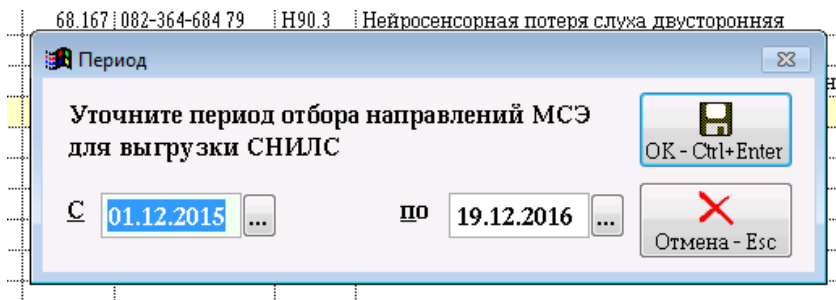 68.167 082-364-684 79 H90.3 Нейросенсорная потеря слуха двусторонняя
Период
Уточните период отбора направлений МСЭ
для выгрузки СНИЛС
OK - Ctrl+Enter
С 01.12.2015 ... по 19.12.2016 ...
Отмена - Esc